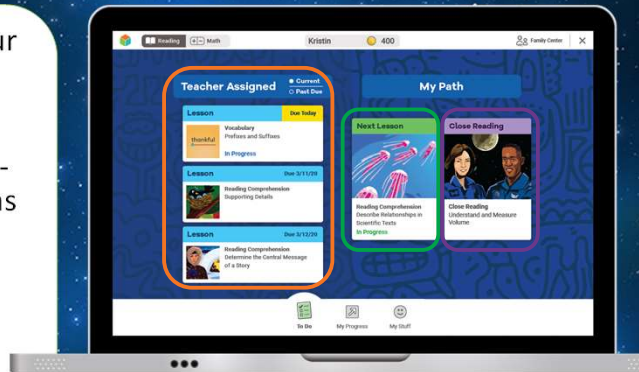 ur
-
ns
Reading
Math
Kristin
400
Family Center
Teacher Assigned
Current
Past Due
My Path
Lesson
Due Today
thankful
Vocabulary
Prefixes and Suffixes
In Progress
Lesson
Due 3/11/20
Reading Comprehension
Supporting Details
Lesson
Due 3/12/20
Reading Comprehension
Determine the Central Message
of a Story
Next Lesson
Reading Comprehension
Describe Relationships in
Scientific Texts
In Progress
Close Reading
Close Reading
Understand and Measure
Volume
To Do
My Progress
My Stuff